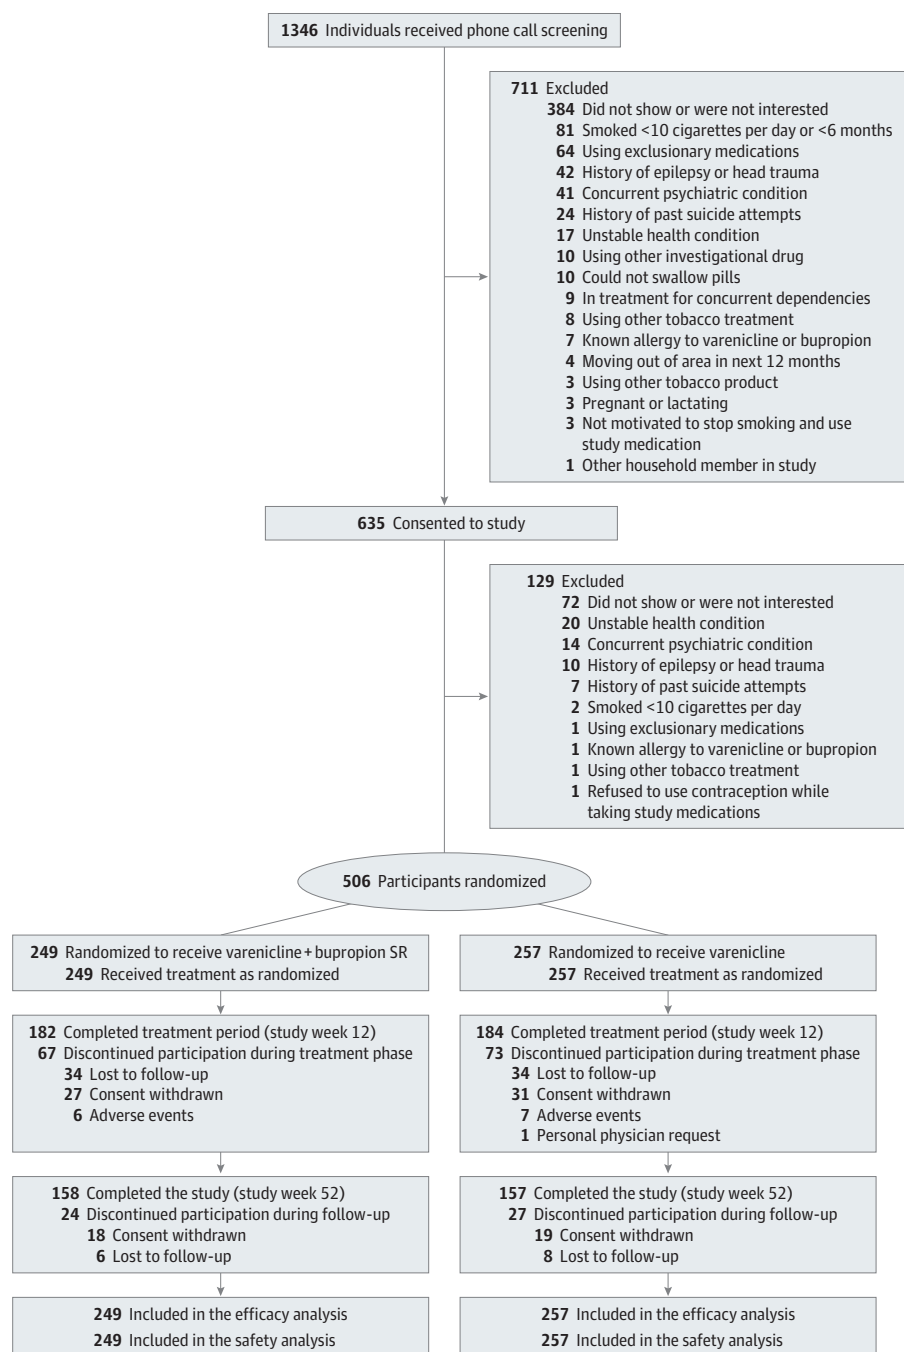 1346 Individuals received phone call screening
711 Excluded
384 Did not show or were not interested
81 Smoked <10 cigarettes per day or <6 months
64 Using exclusionary medications
42 History of epilepsy or head trauma
41 Concurrent psychiatric condition
24 History of past suicide attempts
17 Unstable health condition
10 Using other investigational drug
10 Could not swallow pills
9 In treatment for concurrent dependencies
8 Using other tobacco treatment
7 Known allergy to varenicline or bupropion
4 Moving out of area in next 12 months
3 Using other tobacco product
3 Pregnant or lactating
3 Not motivated to stop smoking and use
study medication
1 Other household member in study
635 Consented to study
129 Excluded
72 Did not show or were not interested
20 Unstable health condition
14 Concurrent psychiatric condition
10 History of epilepsy or head trauma
7 History of past suicide attempts
2 Smoked <10 cigarettes per day
1 Using exclusionary medications
1 Known allergy to varenicline or bupropion
1 Using other tobacco treatment
1 Refused to use contraception while
taking study medications
506 Participants randomized
249 Randomized to receive varenicline + bupropion SR
249 Received treatment as randomized
257 Randomized to receive varenicline
257 Received treatment as randomized
182 Completed treatment period (study week 12)
67 Discontinued participation during treatment phase
34 Lost to follow-up
27 Consent withdrawn
6 Adverse events
184 Completed treatment period (study week 12)
73 Discontinued participation during treatment phase
34 Lost to follow-up
31 Consent withdrawn
7 Adverse events
1 Personal physician request
158 Completed the study (study week 52)
24 Discontinued participation during follow-up
18 Consent withdrawn
6 Lost to follow-up
157 Completed the study (study week 52)
27 Discontinued participation during follow-up
19 Consent withdrawn
8 Lost to follow-up
249 Included in the efficacy analysis
249 Included in the safety analysis
257 Included in the efficacy analysis
257 Included in the safety analysis